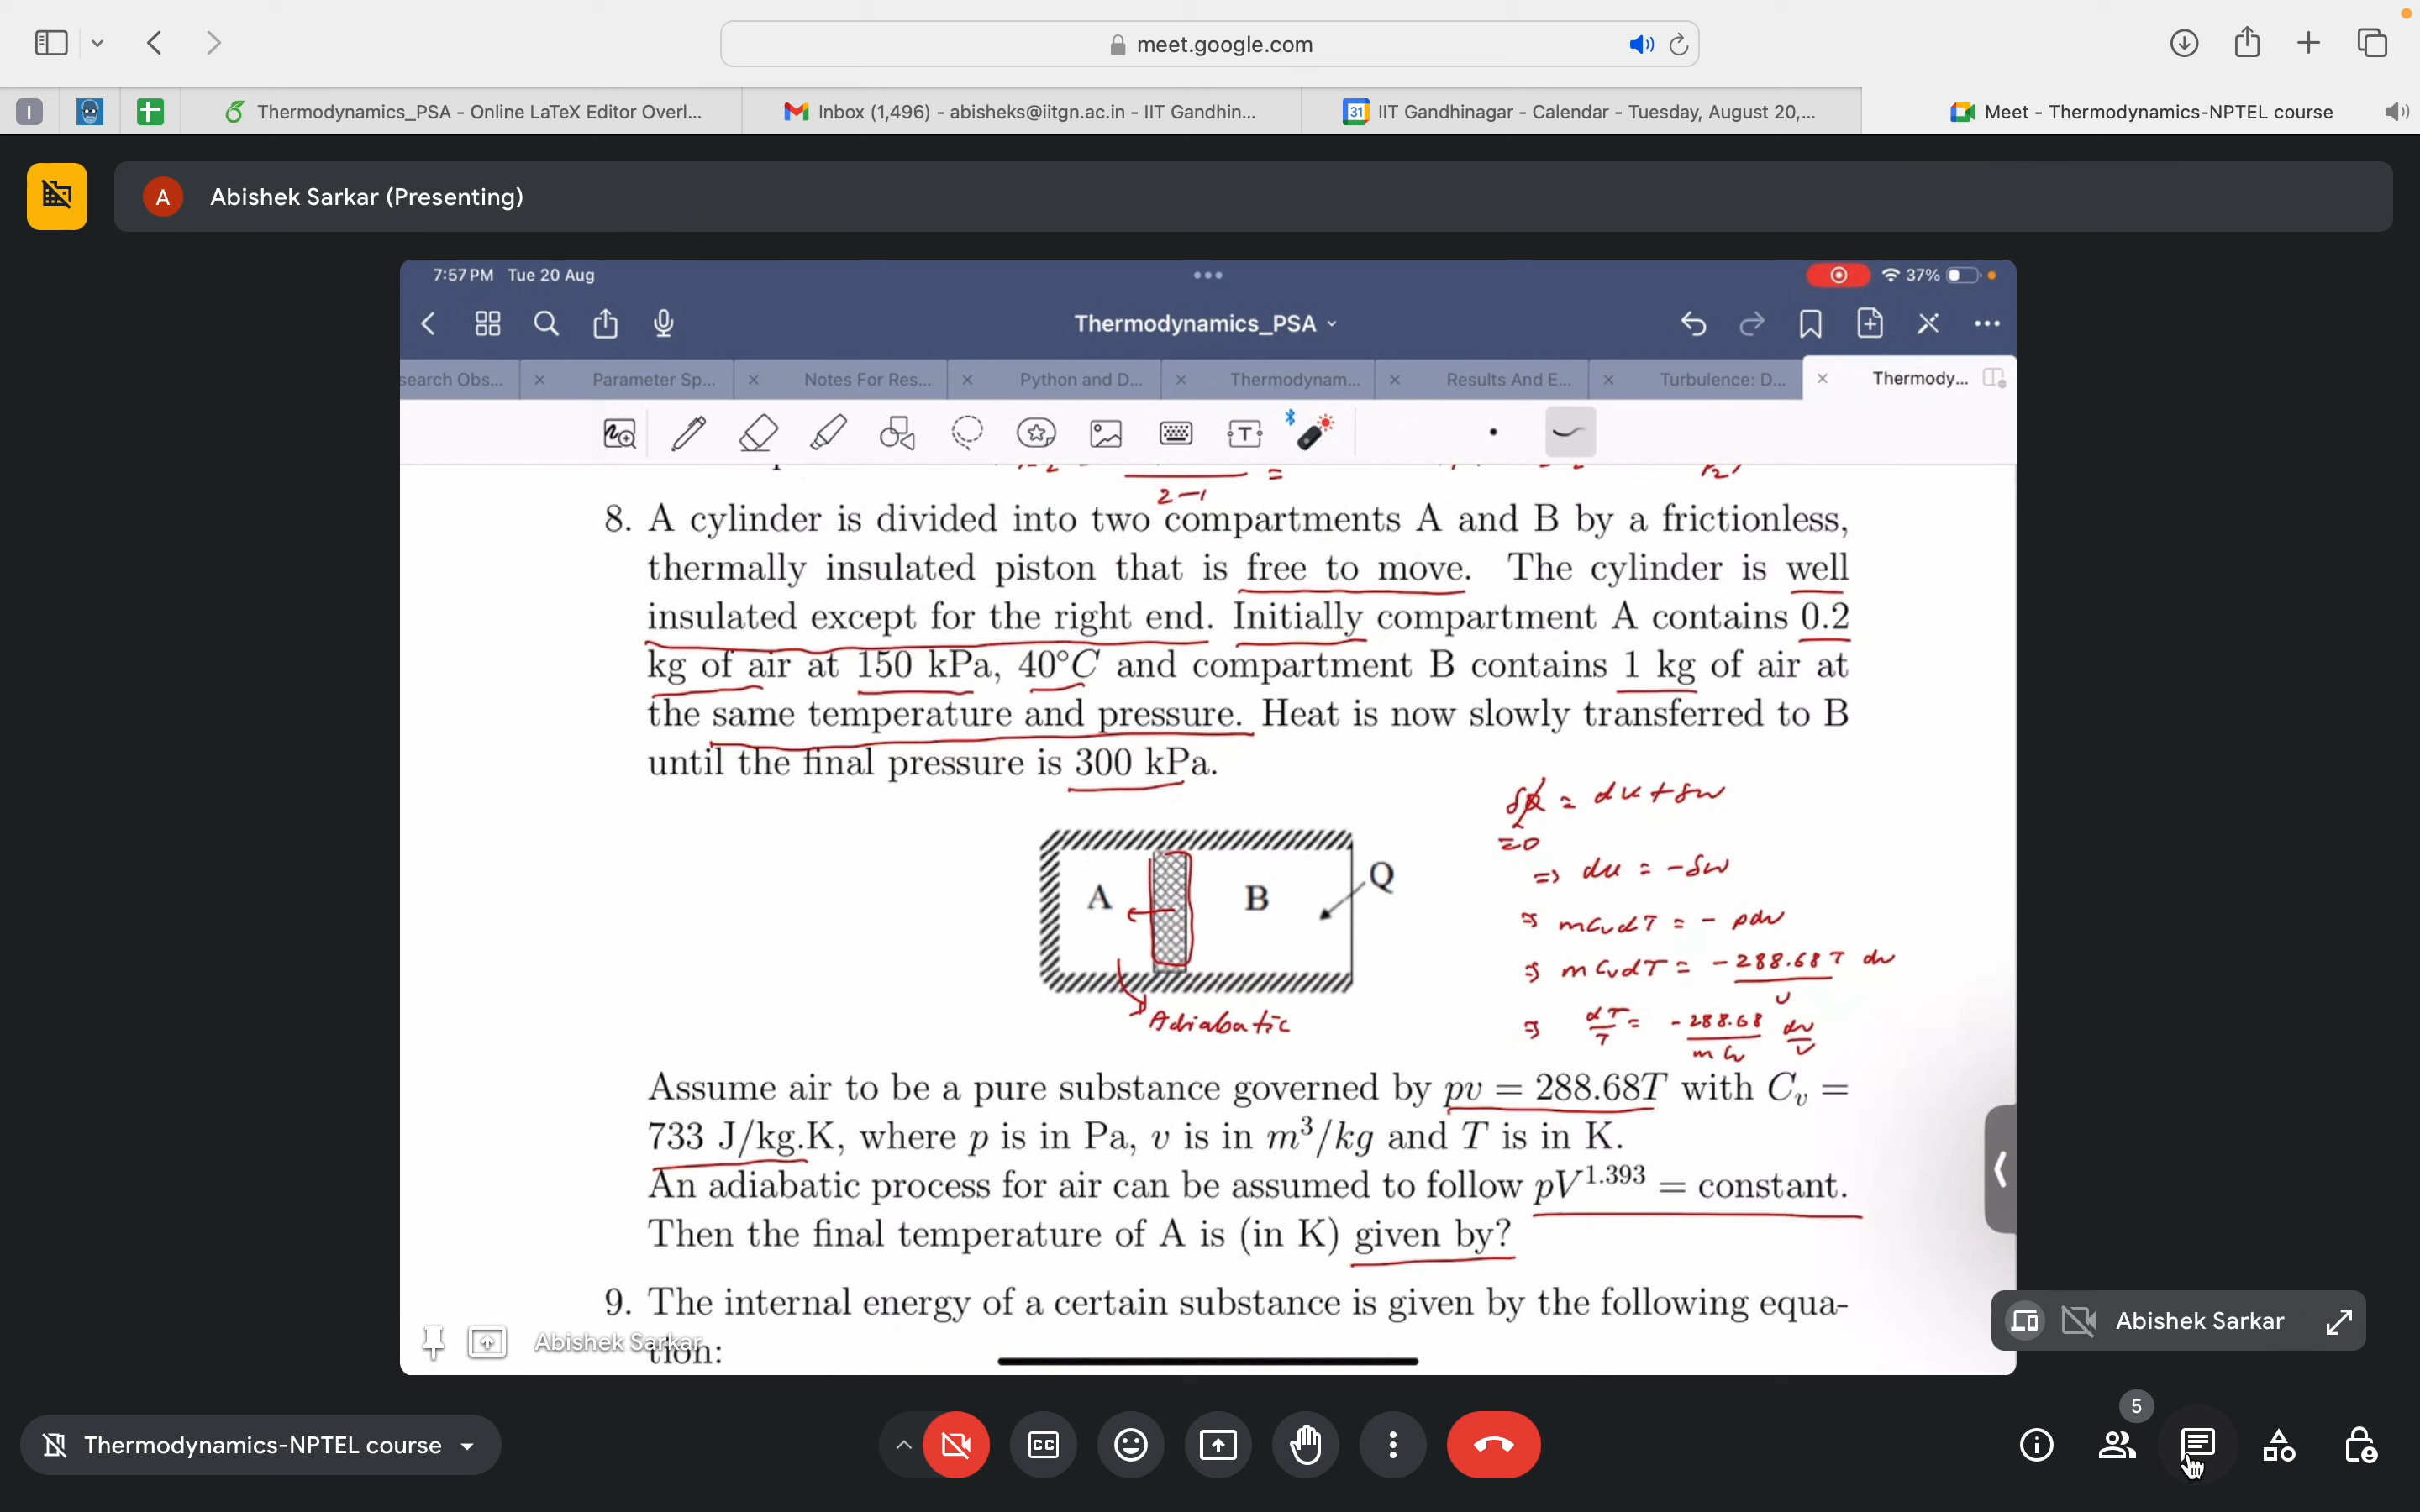 meet.google.com
Thermodynamics_PSA - Online LaTeX Editor Overl...
Inbox (1,496) - abisheks@iitgn.ac.in - IIT Gandhin...
31 IIT Gandhinagar - Calendar - Tuesday, August 20,...
Meet - Thermodynamics-NPTEL course
A Abishek Sarkar (Presenting)
7:57 PM Tue 20 Aug
37%
Thermodynamics_PSA
search Obs...
Parameter Sp...
Notes For Res...
Python and D...
Thermodynam...
Results And E...
Turbulence: D...
Thermody...
2-1 =
8. A cylinder is divided into two compartments A and B by a frictionless,
thermally insulated piston that is free to move. The cylinder is well
insulated except for the right end. Initially compartment A contains 0.2
kg of air at 150 kPa, 40°C and compartment B contains 1 kg of air at
the same temperature and pressure. Heat is now slowly transferred to B
until the final pressure is 300 kPa.
δQ = du + δw
=0
⇒ du = -δw
⇒ mCvdT = - pdv
⇒ mCvdT = - 288.68T dv
v
⇒ dT/T = - 288.68/mCv dv/v
A B Q
Adiabatic
Assume air to be a pure substance governed by pv = 288.68T with Cv =
733 J/kg.K, where p is in Pa, v is in m³/kg and T is in K.
An adiabatic process for air can be assumed to follow pV^1.393 = constant.
Then the final temperature of A is (in K) given by?
9. The internal energy of a certain substance is given by the following equa-
tion:
Abishek Sarkar
Abishek Sarkar
Thermodynamics-NPTEL course
5